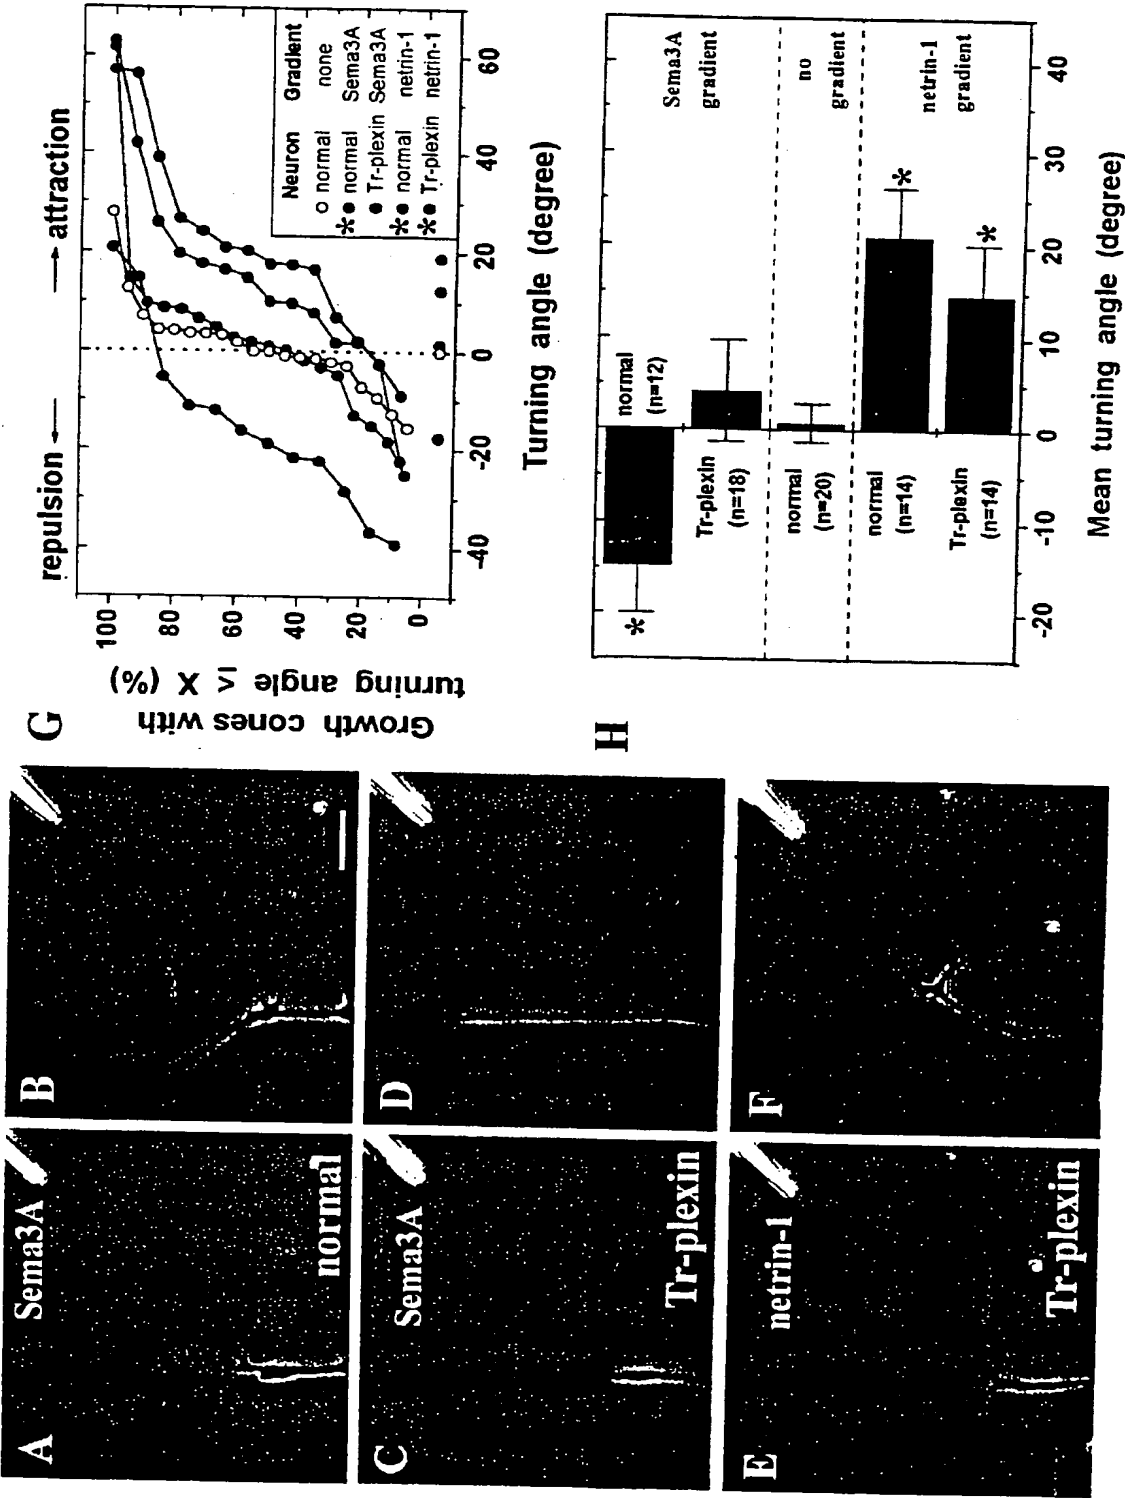 A
Sema3A
normal
B
C
Sema3A
Tr-plexin
D
E
netrin-1
Tr-plexin
F
G
repulsion
attraction
Growth cones with
turning angle ≤ X (%)
100
80
60
40
20
-40
-20
0
20
40
60
Turning angle (degree)
Neuron Gradient
normal none
* normal Sema3A
Tr-plexin Sema3A
* normal netrin-1
* Tr-plexin netrin-1
H
*
normal
(n=12)
Sema3A
gradient
Tr-plexin
(n=18)
normal
(n=20)
no
gradient
normal
(n=14)
*
netrin-1
gradient
Tr-plexin
(n=14)
*
-20
-10
0
10
20
30
40
Mean turning angle (degree)